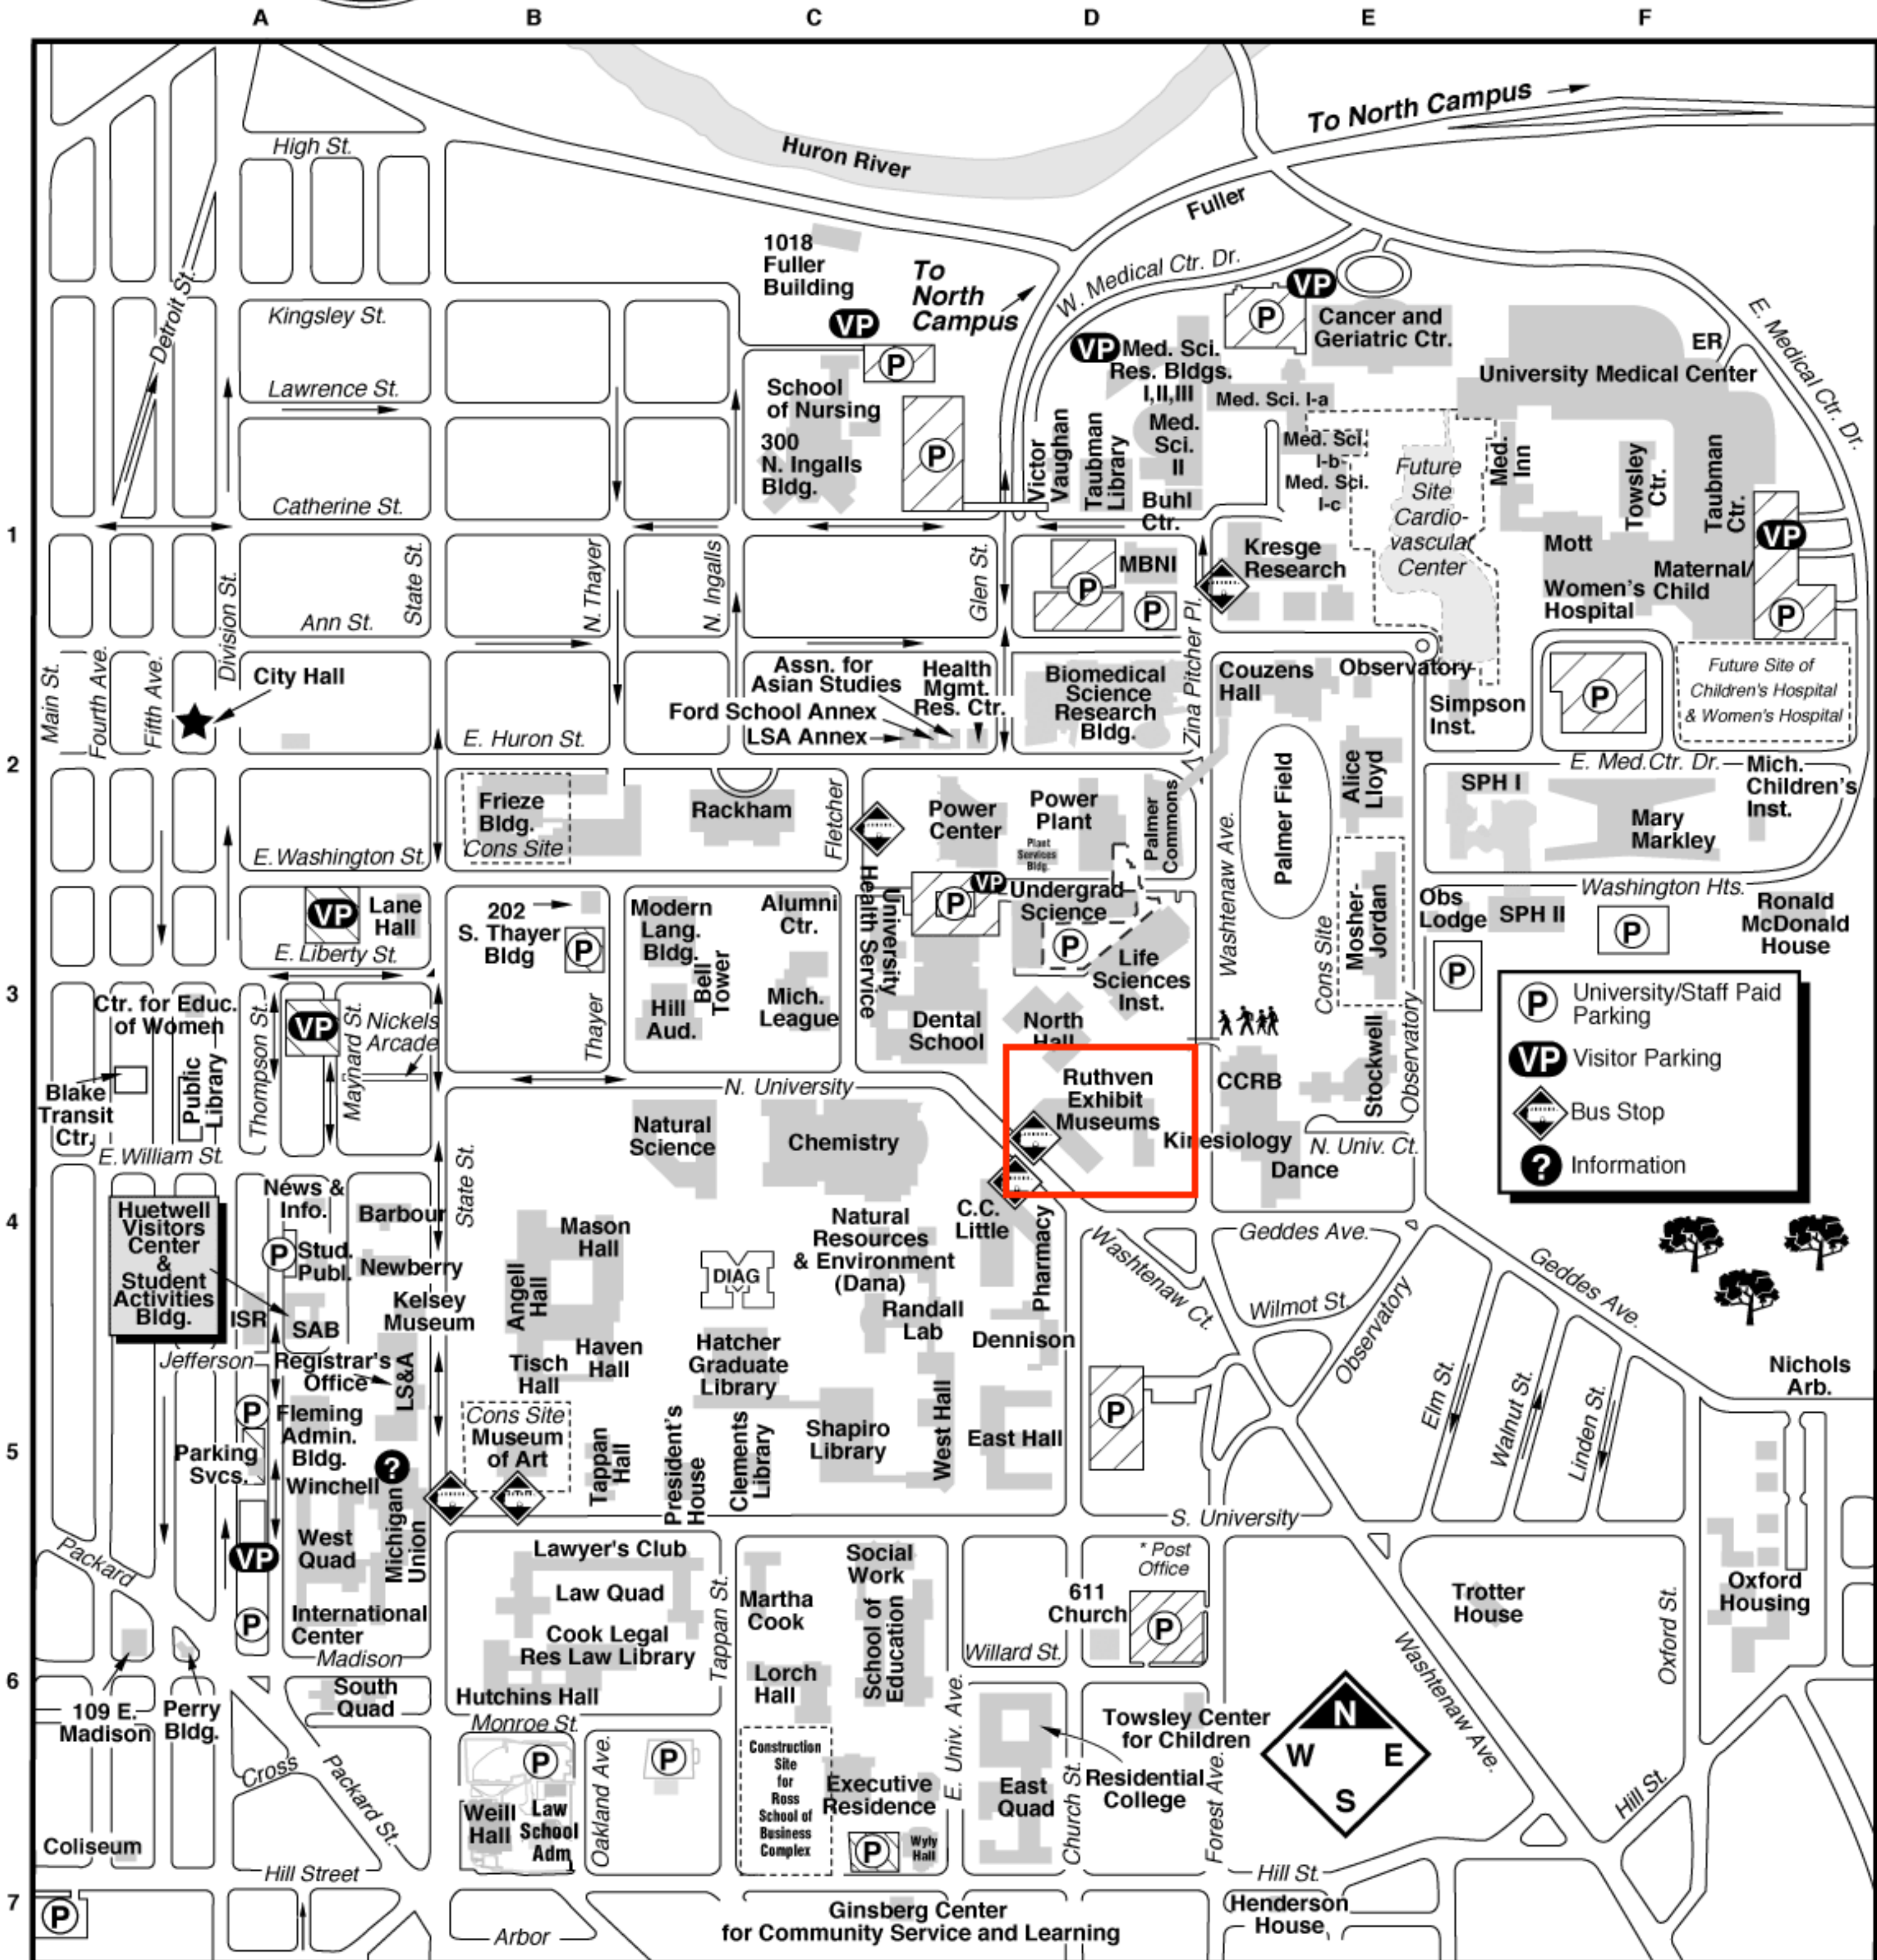 A B C D E F
To North Campus
High St.
Huron River
Fuller
1018
Fuller
Building
To
North
Campus
W. Medical Ctr. Dr.
VP
P
Detroit St.
Kingsley St.
VP
Cancer and
Geriatric Ctr.
ER
E. Medical Ctr. Dr.
P
VP
Med. Sci.
Res. Bldgs.
I,II,III
University Medical Center
Lawrence St.
School
of Nursing
Med. Sci. I-a
300
N. Ingalls
Bldg.
P
Victor
Vaughan
Taubman
Library
Med.
Sci.
II
Med. Sci.
I-b
Med. Sci.
I-c
Future
Site
Cardio-
vascular
Center
Med.
Inn
Towsley
Ctr.
Taubman
Ctr.
Catherine St.
Buhl
Ctr.
1
State St.
N. Thayer
N. Ingalls
Glen St.
P
MBNI
P
Kresge
Research
Mott
VP
Women's
Hospital
Maternal/
Child
P
Division St.
Ann St.
Zina Pitcher Pl.
Main St.
Fourth Ave.
Fifth Ave.
City Hall
Assn. for
Asian Studies
Health
Mgmt.
Res. Ctr.
Ford School Annex
LSA Annex
Biomedical
Science
Research
Bldg.
Couzens
Hall
Observatory
Simpson
Inst.
P
Future Site of
Children's Hospital
& Women's Hospital
E. Huron St.
2
E. Med.Ctr. Dr.
Mich.
Children's
Inst.
Frieze
Bldg.
Cons Site
Rackham
Fletcher
Power
Center
Power
Plant
Plant
Services
Bldg.
Palmer
Commons
Washtenaw Ave.
Palmer Field
Alice
Lloyd
SPH I
Mary
Markley
E. Washington St.
Washington Hts.
VP
Lane
Hall
202
S. Thayer
Bldg
P
Modern
Lang.
Bldg.
Alumni
Ctr.
University
Health Service
P
VP
Undergrad
Science
P
Life
Sciences
Inst.
Cons Site
Mosher-
Jordan
Obs
Lodge
SPH II
P
P
Ronald
McDonald
House
E. Liberty St.
3
Ctr. for Educ.
of Women
Thompson St.
VP
Maynard St.
Nickels
Arcade
Thayer
Hill
Aud.
Bell
Tower
Mich.
League
Dental
School
North
Hall
P University/Staff Paid
Parking
VP Visitor Parking
Bus Stop
? Information
Blake
Transit
Ctr.
Public
Library
N. University
Ruthven
Exhibit
Museums
CCRB
Stockwell
Observatory
E. William St.
State St.
Natural
Science
Chemistry
Kinesiology
Dance
N. Univ. Ct.
4
Huetwell
Visitors
Center
&
Student
Activities
Bldg.
News &
Info.
Barbour
P
Stud.
Publ.
Newberry
Mason
Hall
Angell
Hall
M
DIAG
Natural
Resources
& Environment
(Dana)
C.C.
Little
Pharmacy
Washtenaw Ct.
Geddes Ave.
Geddes Ave.
ISR
SAB
Kelsey
Museum
Haven
Hall
Randall
Lab
Dennison
Wilmot St.
Observatory
Jefferson
Registrar's
Office
LS&A
Tisch
Hall
Hatcher
Graduate
Library
Elm St.
Walnut St.
Linden St.
Nichols
Arb.
P
P
5
Fleming
Admin.
Bldg.
Parking
Svcs.
Winchell
?
Cons Site
Museum
of Art
Tappan
Hall
President's
House
Clements
Library
Shapiro
Library
West Hall
East Hall
S. University
West
Quad
Michigan
Union
VP
Packard
Lawyer's Club
Law Quad
Cook Legal
Res Law Library
Hutchins Hall
Tappan St.
Martha
Cook
Social
Work
School of
Education
* Post
Office
611
Church
P
Trotter
House
Oxford St.
Oxford
Housing
P
International
Center
Madison
Willard St.
6
109 E.
Madison
Perry
Bldg.
South
Quad
Monroe St.
Lorch
Hall
E. Univ. Ave.
Towsley Center
for Children
N
W E
S
Washtenaw Ave.
Cross
Packard St.
P
Oakland Ave.
P
Construction
Site
for
Ross
School of
Business
Complex
Executive
Residence
East
Quad
Church St.
Residential
College
Forest Ave.
Hill St.
Weill
Hall
Law
School
Adm
P
Wyly
Hall
Coliseum
Hill Street
Hill St.
7
P
Arbor
Ginsberg Center
for Community Service and Learning
Henderson
House